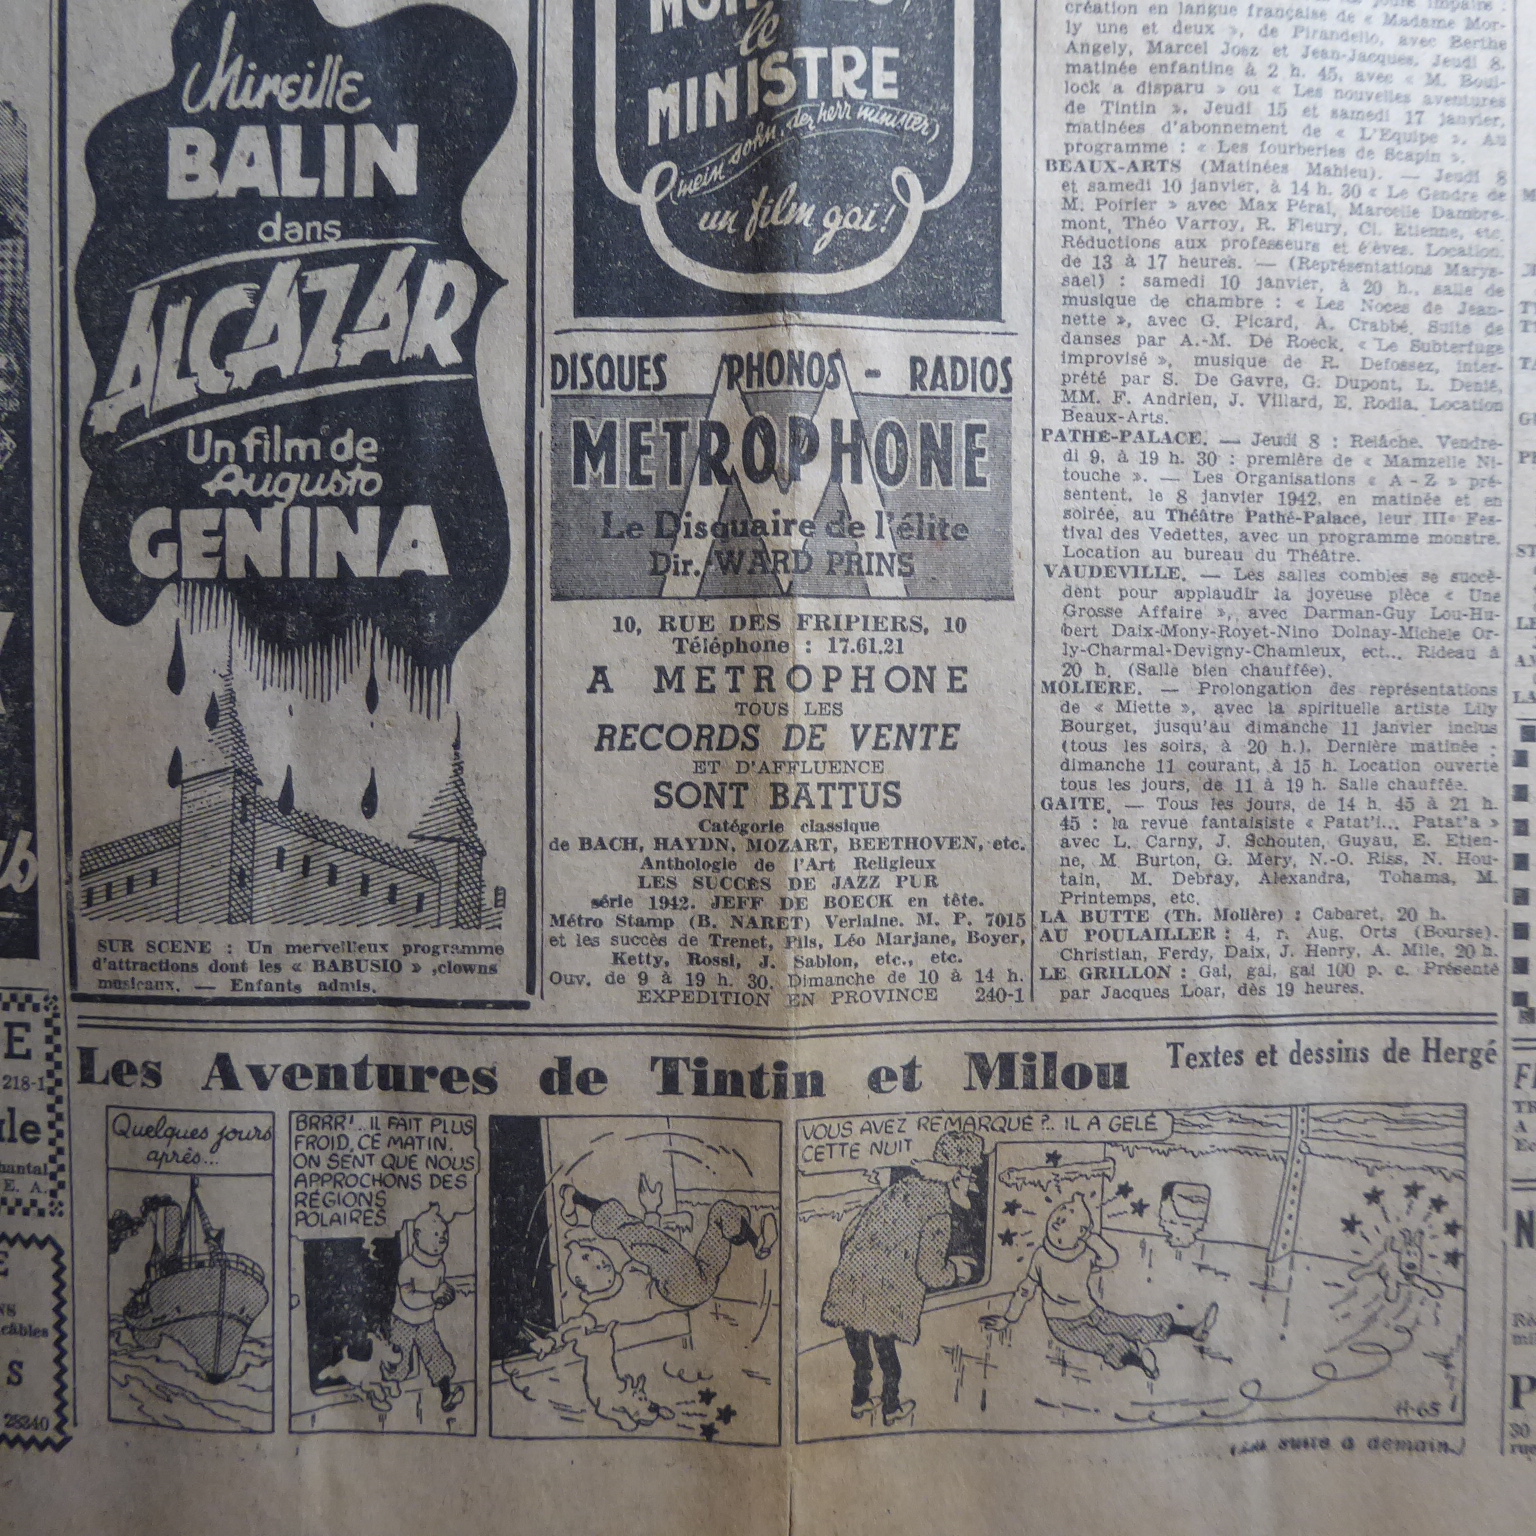 Mireille
BALIN
dans
ALCAZAR
Un film de
Augusto
GENINA
SUR SCENE : Un merveilleux programme
d'attractions dont les « BABUSIO » ,clowns
musicaux. — Enfants admis.
le
MINISTRE
(mein sohn, der herr minister)
un film gai!
DISQUES PHONOS - RADIOS
METROPHONE
Le Disquaire de l'élite
Dir. WARD PRINS
10, RUE DES FRIPIERS, 10
Téléphone : 17.61.21
A METROPHONE
TOUS LES
RECORDS DE VENTE
ET D'AFFLUENCE
SONT BATTUS
Catégorie classique
de BACH, HAYDN, MOZART, BEETHOVEN, etc.
Anthologie de l'Art Religieux
LES SUCCÈS DE JAZZ PUR
série 1942. JEFF DE BOECK en tête.
Métro Stamp (B. NARET) Verlaine. M. P. 7015
et les succès de Trenet, Pils, Léo Marjane, Boyer,
Ketty, Rossi, J. Sablon, etc., etc.
Ouv. de 9 à 19 h. 30. Dimanche de 10 à 14 h.
EXPEDITION EN PROVINCE 240-1
création en langue française de « Madame Mor-
ly une et deux », de Pirandello, avec Berthe
Angely, Marcel Josz et Jean-Jacques. Jeudi 8,
matinée enfantine à 2 h. 45, avec « M. Boul-
lock a disparu » ou « Les nouvelles aventures
de Tintin ». Jeudi 15 et samedi 17 janvier,
matinées d'abonnement de « L'Equipe ». Au
programme : « Les fourberies de Scapin ».
BEAUX-ARTS (Matinées Mahieu). — Jeudi 8
et samedi 10 janvier, à 14 h. 30 « Le Gendre de
M. Poirier » avec Max Péral, Marcelle Dambre-
mont, Théo Varroy, R. Fleury, Cl. Etienne, etc.
Réductions aux professeurs et élèves. Location
de 13 à 17 heures. — (Représentations Marys-
sael) : samedi 10 janvier, à 20 h., salle de
musique de chambre : « Les Noces de Jean-
nette », avec G. Picard, A. Crabbé. Suite de
danses par A.-M. De Roeck. « Le Subterfuge
improvisé », musique de R. Defossez, inter-
prété par S. De Gavre, G. Dupont, L. Denié,
MM. F. Andrien, J. Villard, E. Rodia. Location
Beaux-Arts.
PATHE-PALACE. — Jeudi 8 : Relâche. Vendre-
di 9, à 19 h. 30 : première de « Mamzelle Ni-
touche ». — Les Organisations « A - Z » pré-
sentent, le 8 janvier 1942, en matinée et en
soirée, au Théâtre Pathé-Palace, leur IIIe Fes-
tival des Vedettes, avec un programme monstre.
Location au bureau du Théâtre.
VAUDEVILLE. — Les salles combles se succè-
dent pour applaudir la joyeuse pièce « Une
Grosse Affaire », avec Darman-Guy Lou-Hu-
bert Daix-Mony-Royet-Nino Dolnay-Michele Or-
ly-Charmal-Devigny-Chamleux, ect... Rideau à
20 h. (Salle bien chauffée).
MOLIERE. — Prolongation des représentations
de « Miette », avec la spirituelle artiste Lily
Bourget, jusqu'au dimanche 11 janvier inclus
(tous les soirs, à 20 h.). Dernière matinée :
dimanche 11 courant, à 15 h. Location ouverte
tous les jours, de 11 à 19 h. Salle chauffée.
GAITE. — Tous les jours, de 14 h. 45 à 21 h.
45 : la revue fantaisiste « Patat'i... Patat'a »
avec L. Carny, J. Schouten, Guyau, E. Etien-
ne, M. Burton, G. Mery, N.-O. Riss, N. Hou-
tain, M. Debray, Alexandra, Tohama, M.
Printemps, etc.
LA BUTTE (Th. Molière) : Cabaret, 20 h.
AU POULAILLER : 4, r. Aug. Orts (Bourse).
Christian, Ferdy, Daix, J. Henry, A. Mile, 20 h.
LE GRILLON : Gai, gai, gai 100 p. c. Présenté
par Jacques Loar, dès 19 heures.
Les Aventures de Tintin et Milou
Textes et dessins de Hergé
Quelques jours
après...
BRRR!.. IL FAIT PLUS
FROID, CE MATIN.
ON SENT QUE NOUS
APPROCHONS DES
RÉGIONS
POLAIRES
VOUS AVEZ REMARQUÉ?.. IL A GELÉ
CETTE NUIT
H-65
(La suite à demain.)
218-1
E. A.
28240